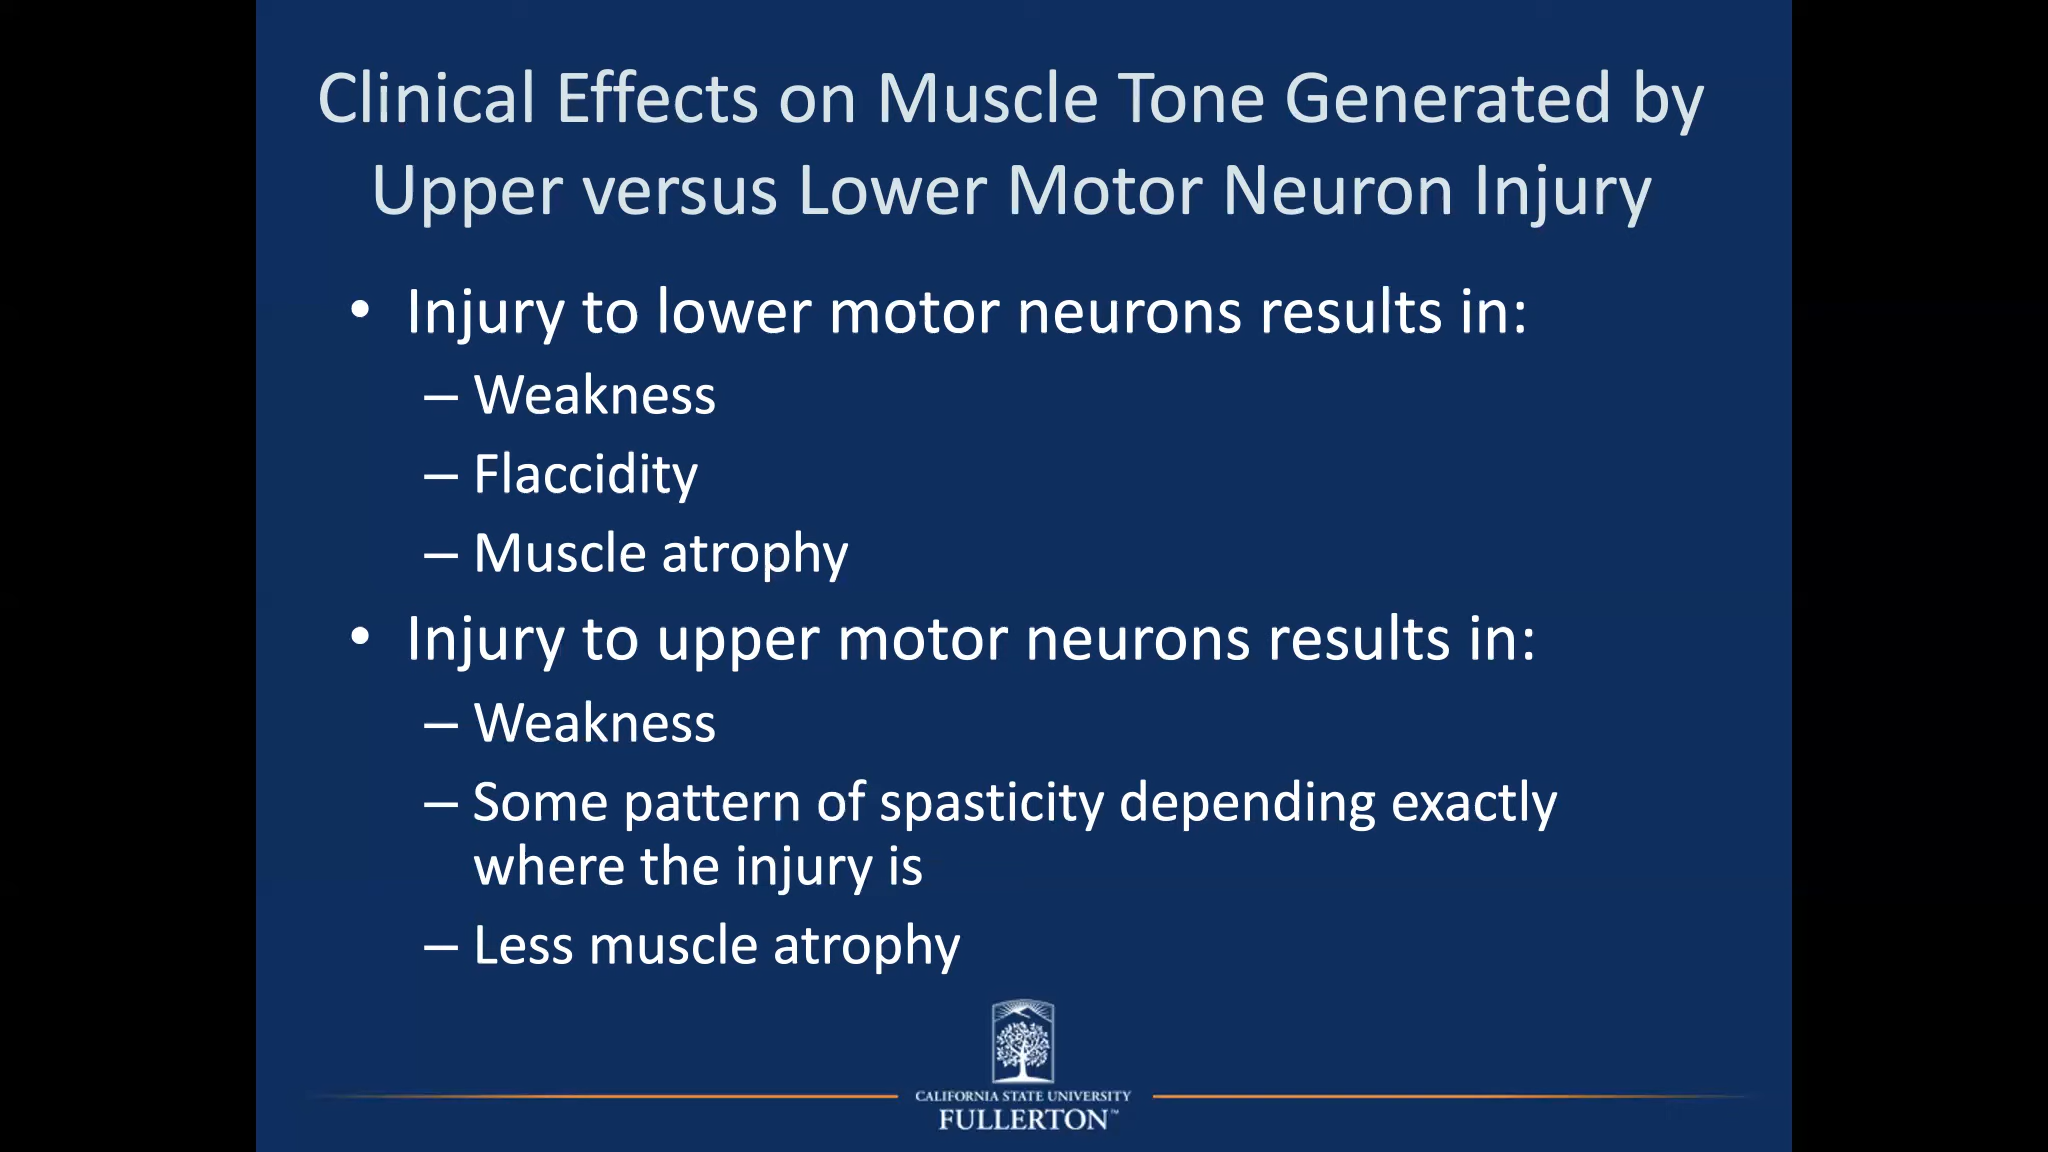 Clinical Effects on Muscle Tone Generated by
Upper versus Lower Motor Neuron Injury
• Injury to lower motor neurons results in:
– Weakness
– Flaccidity
– Muscle atrophy
• Injury to upper motor neurons results in:
– Weakness
– Some pattern of spasticity depending exactly
where the injury is
– Less muscle atrophy
CALIFORNIA STATE UNIVERSITY
FULLERTON™